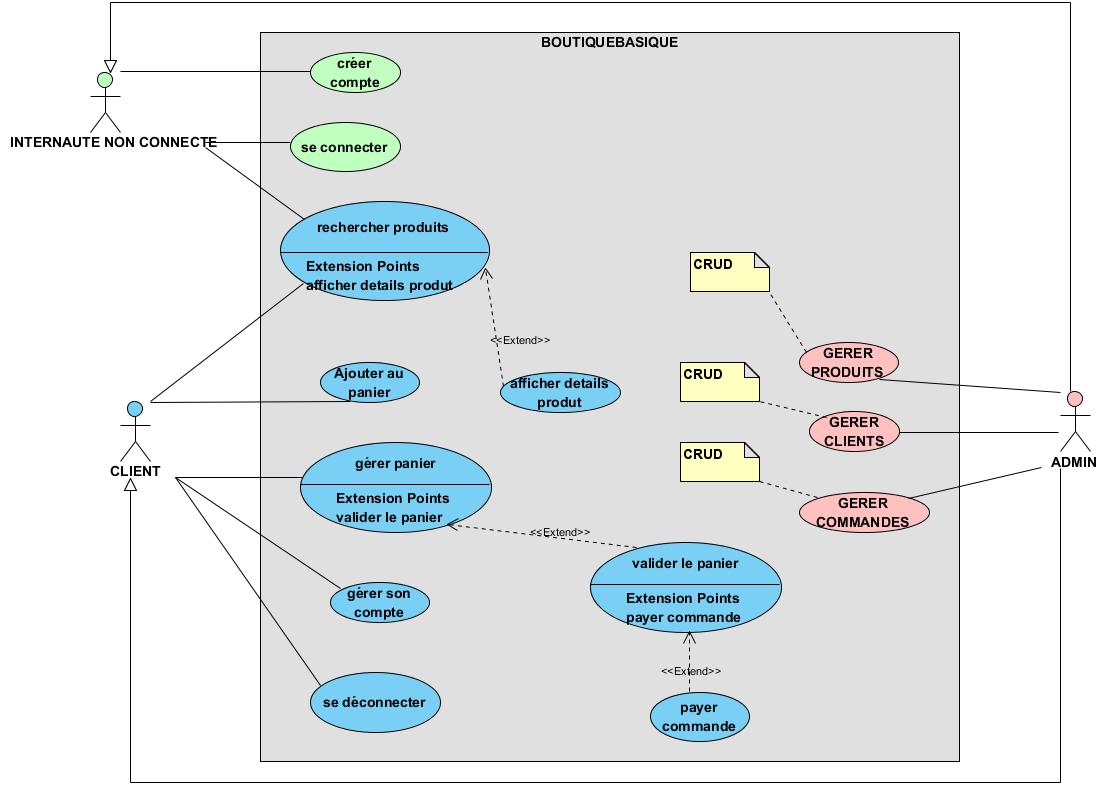 BOUTIQUEBASIQUE
créer
compte
INTERNAUTE NON CONNECTE
se connecter
rechercher produits
Extension Points
afficher details produt
CRUD
<<Extend>>
GERER
PRODUITS
Ajouter au
panier
afficher details
produt
CRUD
GERER
CLIENTS
CLIENT
gérer panier
Extension Points
valider le panier
CRUD
ADMIN
GERER
COMMANDES
<<Extend>>
valider le panier
Extension Points
payer commande
gérer son
compte
<<Extend>>
se déconnecter
payer
commande